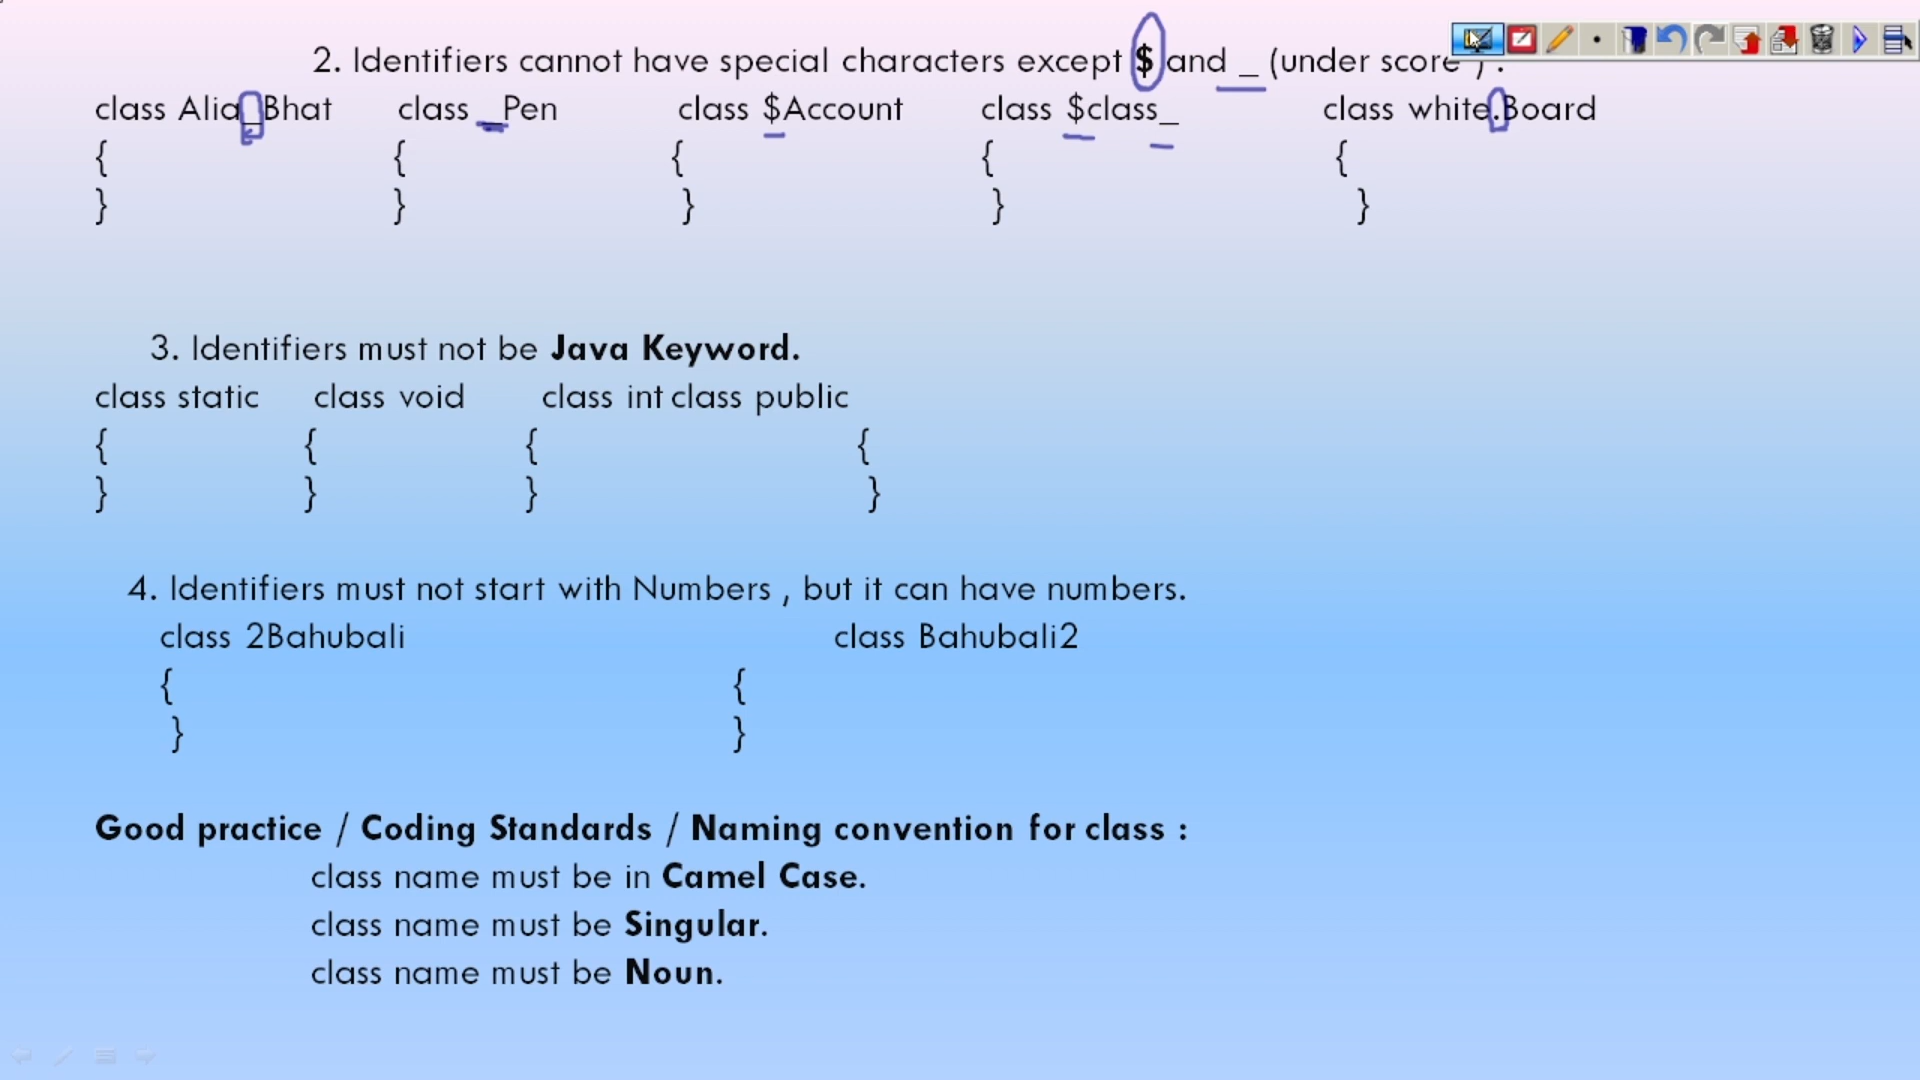 2. Identifiers cannot have special characters except $ and _ (under score ) .
class Alia_Bhat class _Pen class $Account class $class_ class white.Board
{ { { { {
} } } } }
3. Identifiers must not be Java Keyword.
class static class void class int class public
{ { { {
} } } }
4. Identifiers must not start with Numbers , but it can have numbers.
class 2Bahubali class Bahubali2
{ {
} }
Good practice / Coding Standards / Naming convention for class :
class name must be in Camel Case.
class name must be Singular.
class name must be Noun.